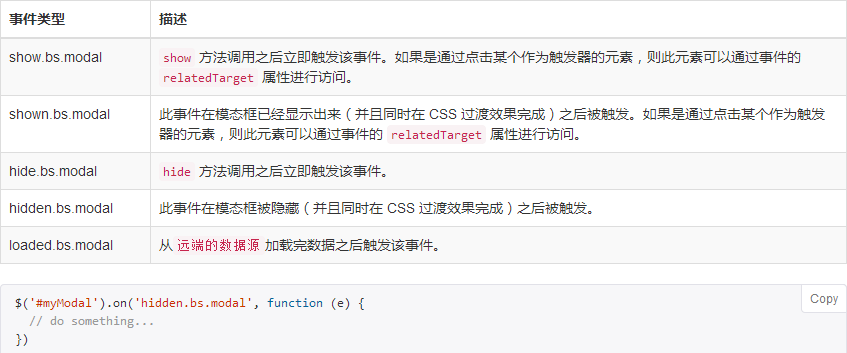 事件类型 描述
show.bs.modal show 方法调用之后立即触发该事件。如果是通过点击某个作为触发器的元素，则此元素可以通过事件的
relatedTarget 属性进行访问。
shown.bs.modal 此事件在模态框已经显示出来（并且同时在 CSS 过渡效果完成）之后被触发。如果是通过点击某个作为触发
器的元素，则此元素可以通过事件的 relatedTarget 属性进行访问。
hide.bs.modal hide 方法调用之后立即触发该事件。
hidden.bs.modal 此事件在模态框被隐藏（并且同时在 CSS 过渡效果完成）之后被触发。
loaded.bs.modal 从 远端的数据源 加载完数据之后触发该事件。
Copy
$('#myModal').on('hidden.bs.modal', function (e) {
  // do something...
})